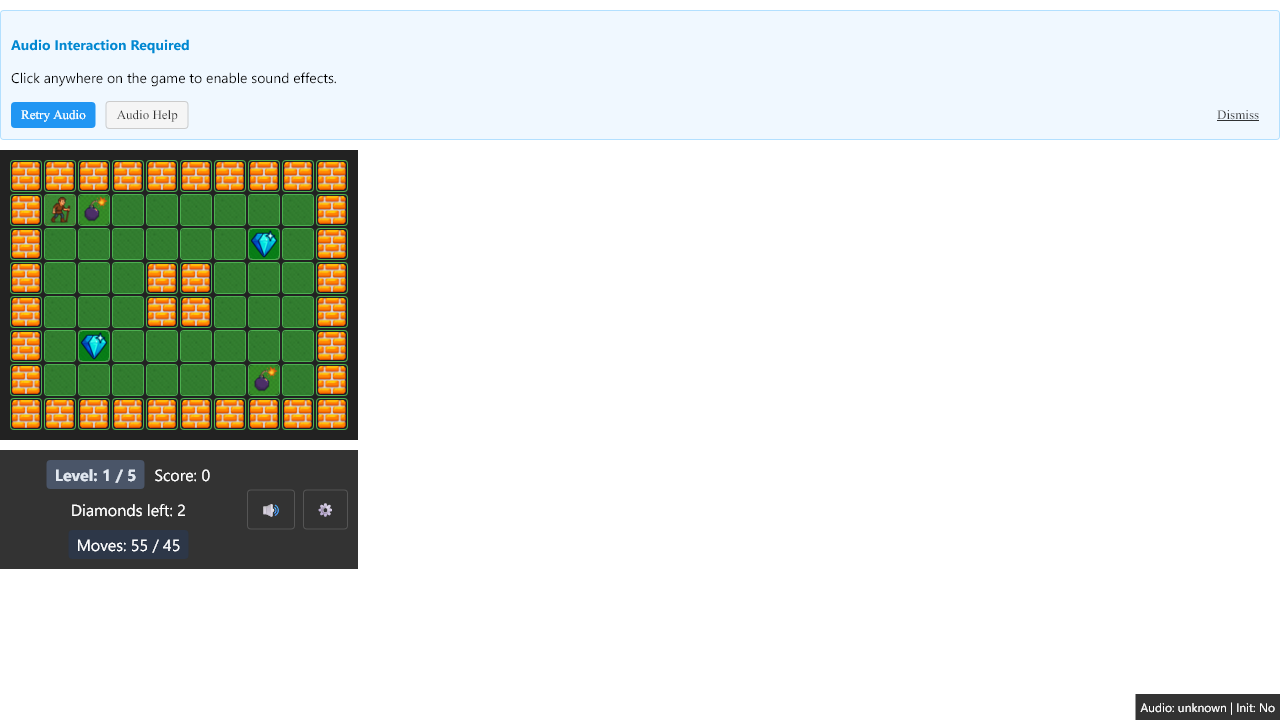 Audio Interaction Required
Click anywhere on the game to enable sound effects.
Retry Audio
Audio Help
Dismiss
Level: 1 / 5
Score: 0
Diamonds left: 2
Moves: 55 / 45
Audio: unknown | Init: No